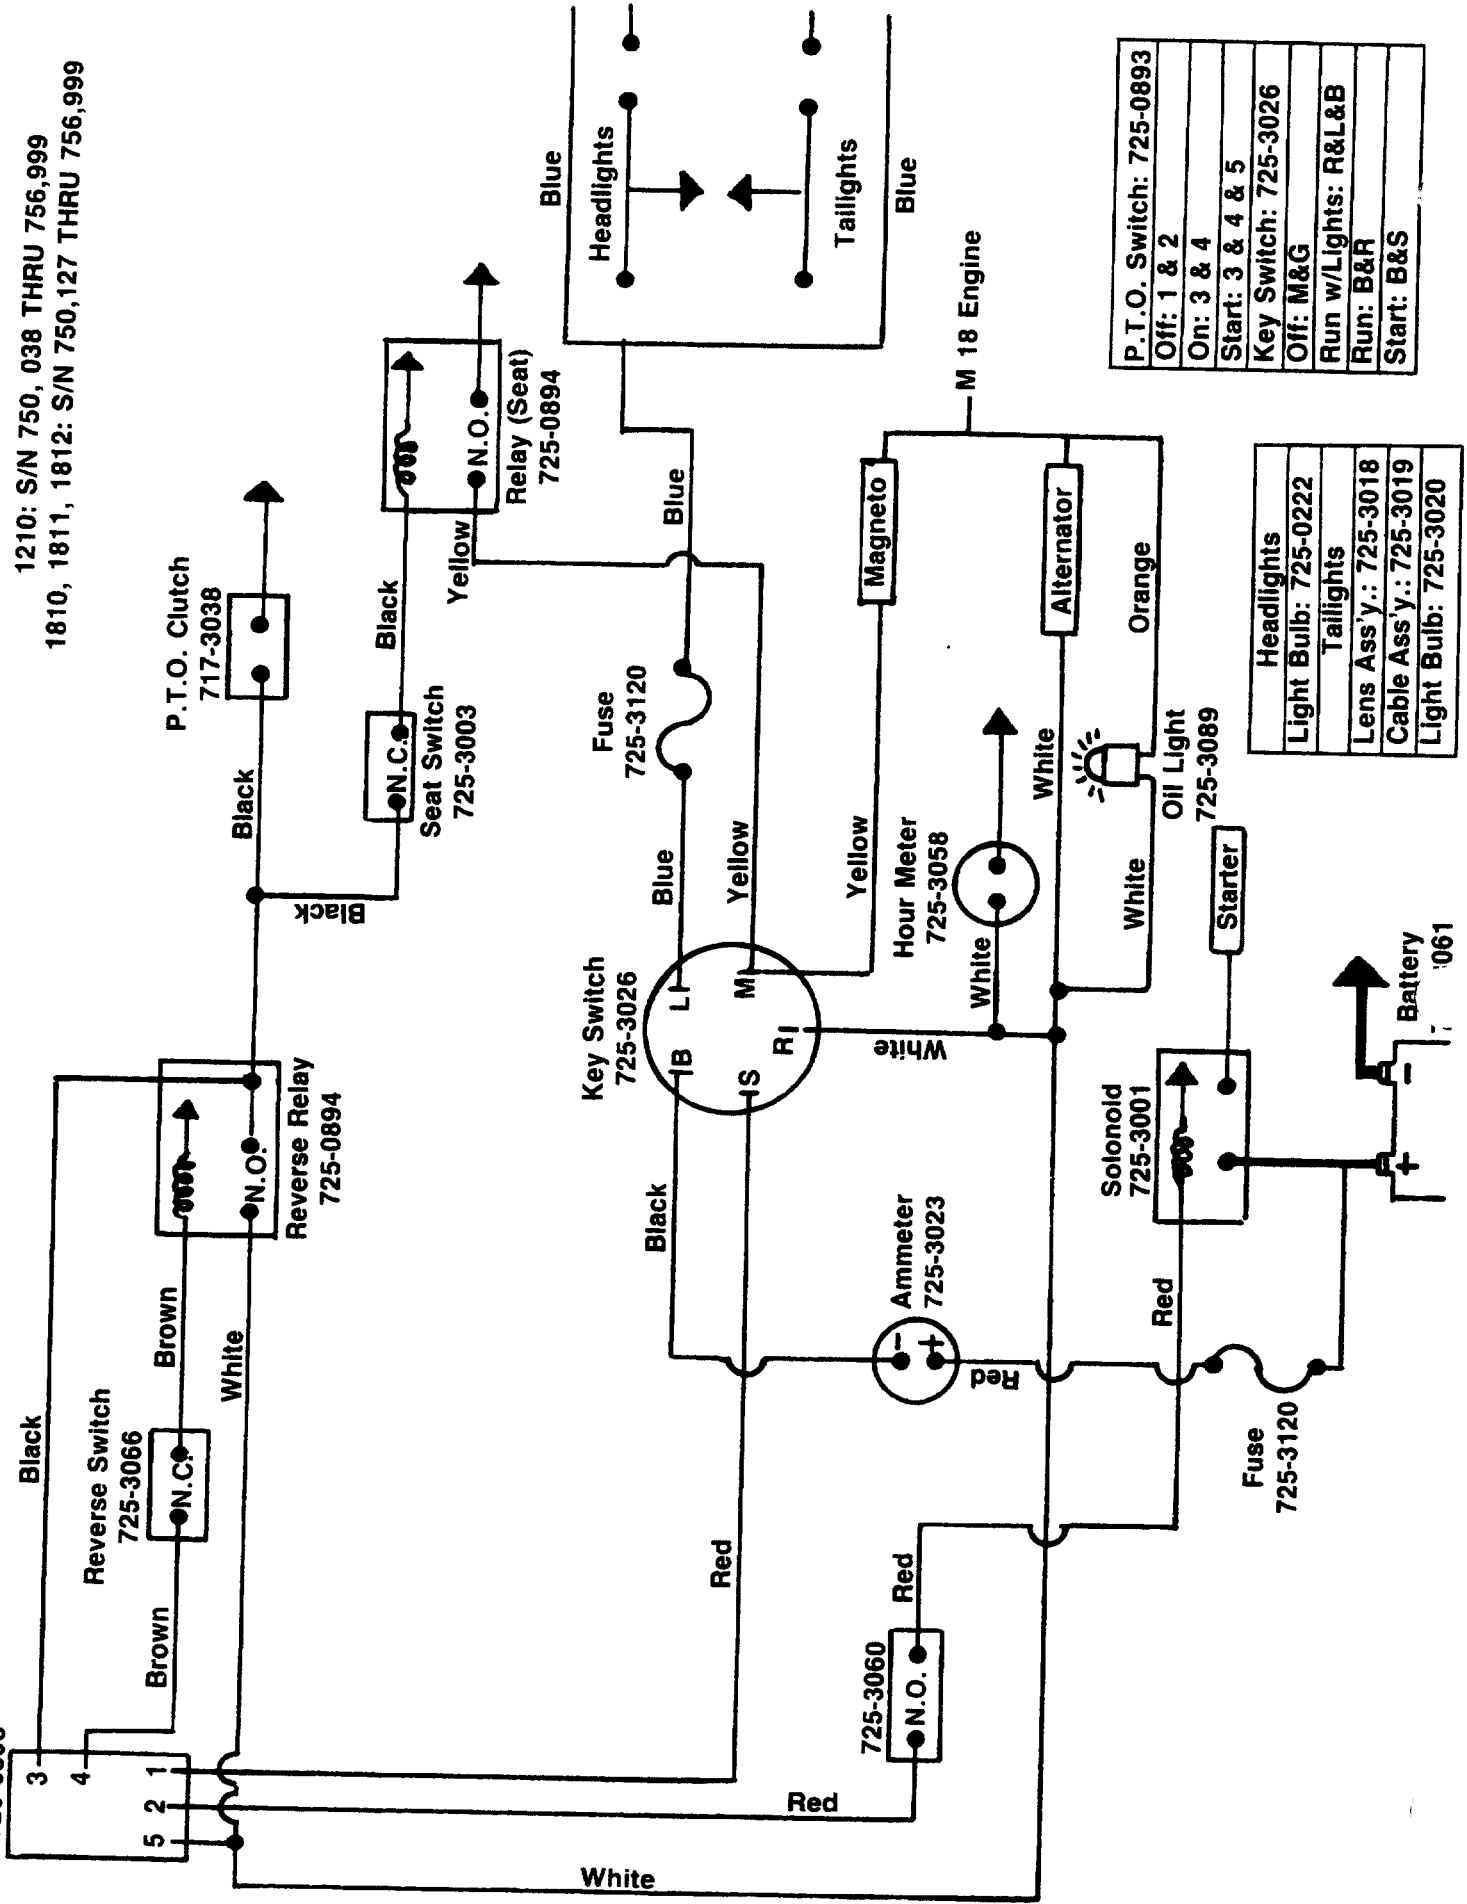 1210: S/N 750, 038 THRU 756,999
1810, 1811, 1812: S/N 750,127 THRU 756,999
P.T.O. Clutch
717-3038
Black
Black
Black
Seat Switch
725-3003
N.C.
Black
Yellow
N.O.
Relay (Seat)
725-0894
Blue
Headlights
Taillights
Blue
Blue
Fuse
725-3120
Blue
Yellow
Key Switch
725-3026
L
M
B
S
R
Yellow
Magneto
M 18 Engine
Alternator
Orange
White
Oil Light
725-3089
White
Hour Meter
725-3058
White
White
Starter
Solonoid
725-3001
Battery
+
-
061
Red
Fuse
725-3120
Ammeter
725-3023
-
+
Red
Black
Red
Red
725-3060
N.O.
Red
White
Reverse Relay
725-0894
N.O.
Brown
White
Reverse Switch
725-3066
N.C.
Brown
Black
3
4
1
2
5
P.T.O. Switch: 725-0893
Off: 1 & 2
On: 3 & 4
Start: 3 & 4 & 5
Key Switch: 725-3026
Off: M&G
Run w/Lights: R&L&B
Run: B&R
Start: B&S
Headlights
Light Bulb: 725-0222
Tailights
Lens Ass'y.: 725-3018
Cable Ass'y.: 725-3019
Light Bulb: 725-3020